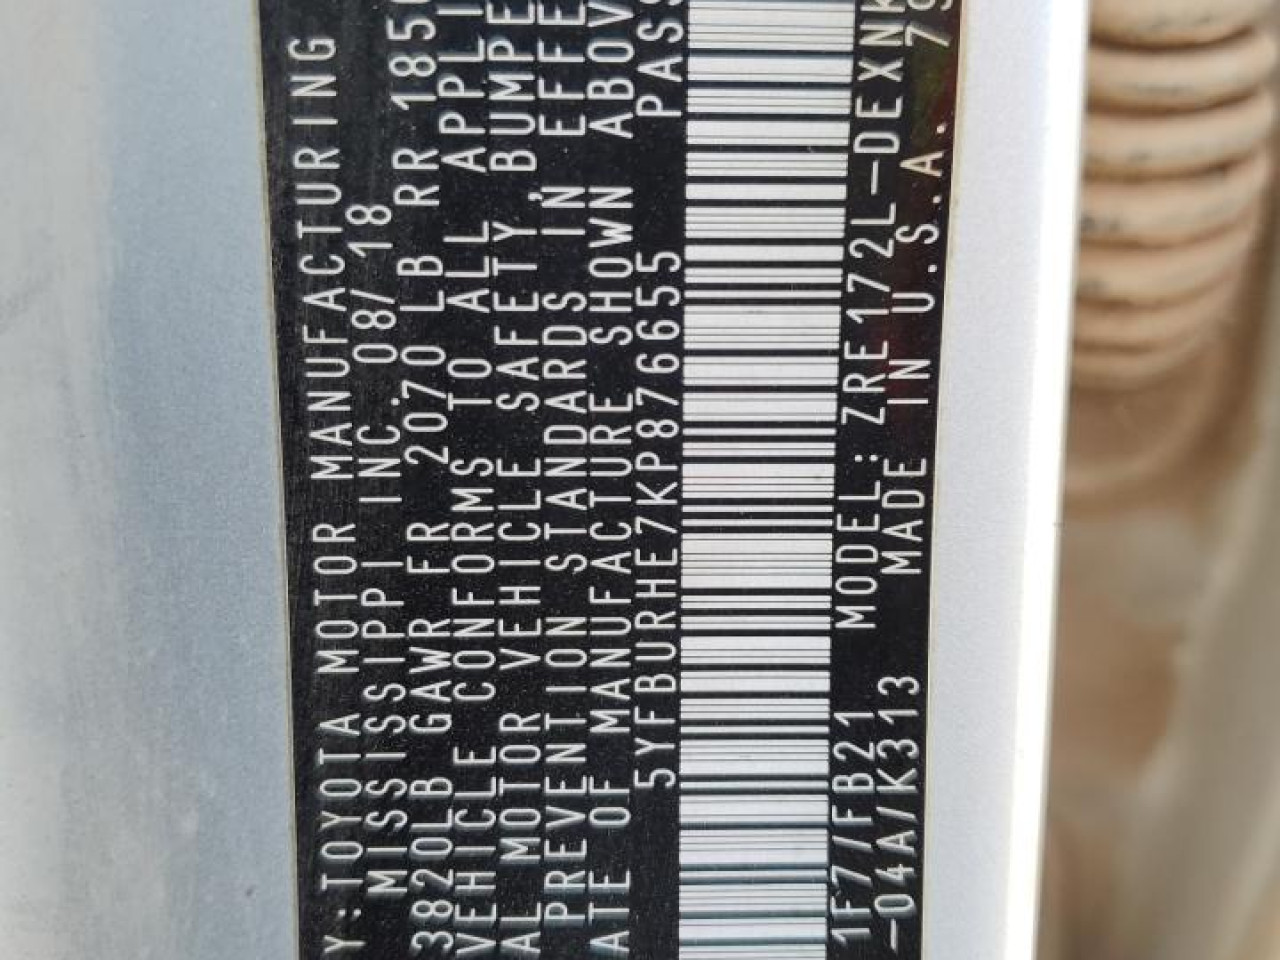 Y: TOYOTA MOTOR MANUFACTURING
MISSISSIPPI INC. 08/18
3820LB GAWR FR 2070 LB RR 185
VEHICLE CONFORMS TO ALL APPLI
AL MOTOR VEHICLE SAFETY, BUMPE
PREVENTION STANDARDS IN EFFE
ATE OF MANUFACTURE SHOWN ABOV
5YFBURHE7KP876655 PASS
1F7/FB21 MODEL: ZRE172L-DEXNK
-04A/K313 MADE IN U.S.A. 79